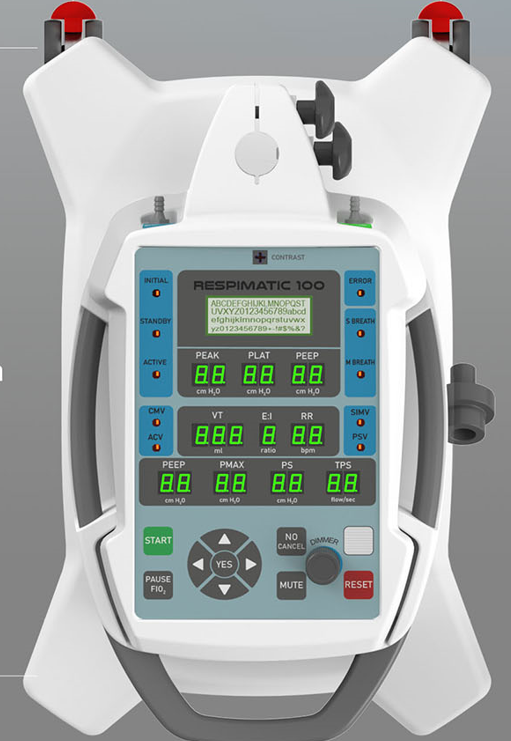 CONTRAST
INITIAL
RESPIMATIC 100
ERROR
ABCDEFGHIJKLMNOPQST
UVXYZ0123456789abcd
efghijklmnopqrstuvwx
yz0123456789+-!#$%&?
STANDBY
S BREATH
ACTIVE
PEAK PLAT PEEP
M BREATH
8.8. 8.8. 8.8.
cm H₂O cm H₂O cm H₂O
CMV
VT E:I RR
SIMV
ACV
8.8.8. 8. 8.8.
PSV
ml ratio bpm
PEEP PMAX PS TPS
8.8. 8.8. 8.8. 8.8.
cm H₂O cm H₂O cm H₂O flow/sec
START
NO
CANCEL
DIMMER
YES
PAUSE
FIO₂
MUTE
RESET